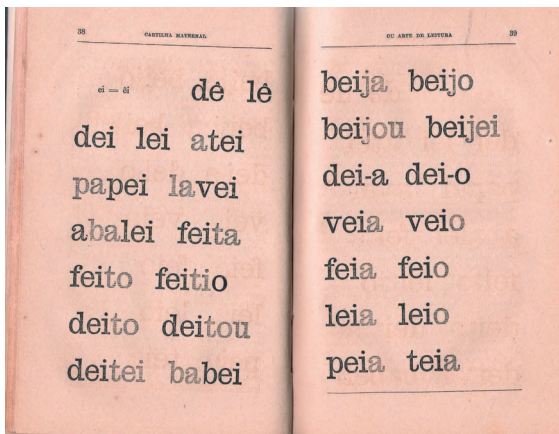 38 CARTILHA MATERNAL
ei = êi dê lê
dei lei atei
papei lavei
abalei feita
feito feitio
deito deitou
deitei babei
OU ARTE DE LEITURA 39
beija beijo
beijou beijei
dei-a dei-o
veia veio
feia feio
leia leio
peia teia